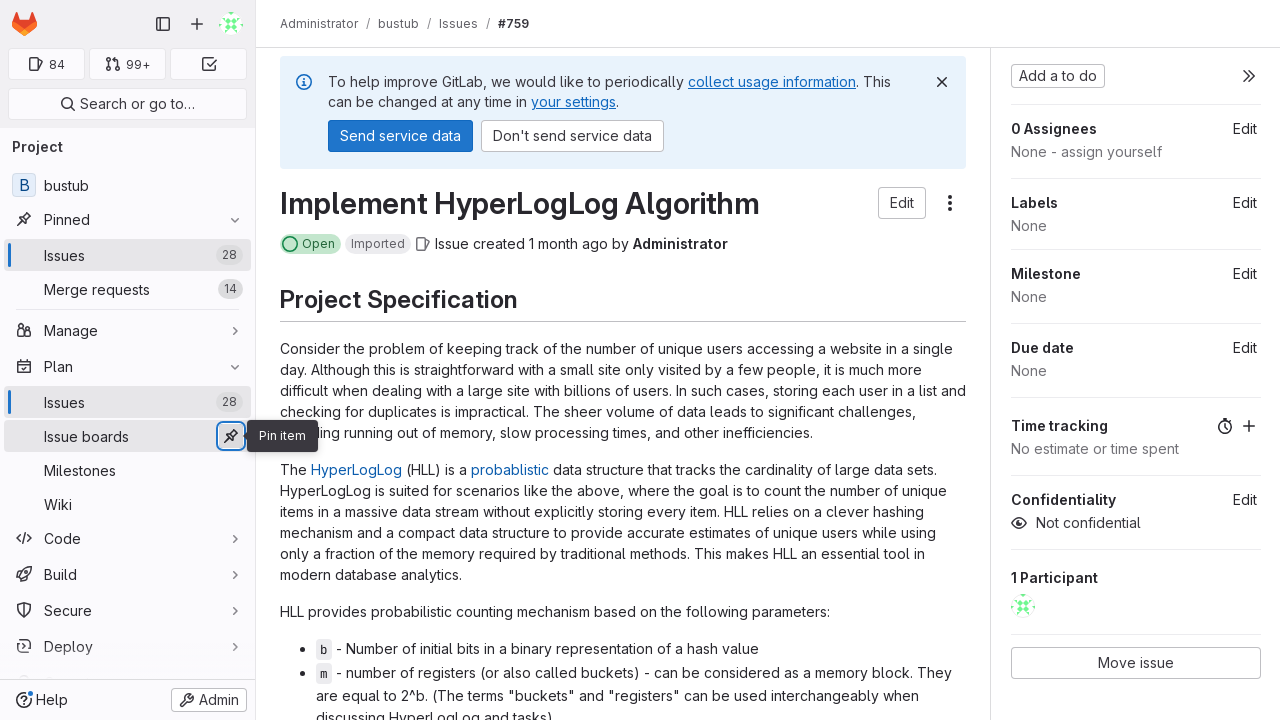 Administrator / bustub / Issues / #759
84
99+
Search or go to…
Project
B bustub
Pinned
Issues 28
Merge requests 14
Manage
Plan
Issues 28
Issue boards
Pin item
Milestones
Wiki
Code
Build
Secure
Deploy
Help
Admin
To help improve GitLab, we would like to periodically collect usage information. This
can be changed at any time in your settings.
Send service data
Don't send service data
Implement HyperLogLog Algorithm
Edit
Open Imported Issue created 1 month ago by Administrator
Project Specification
Consider the problem of keeping track of the number of unique users accessing a website in a single
day. Although this is straightforward with a small site only visited by a few people, it is much more
difficult when dealing with a large site with billions of users. In such cases, storing each user in a list and
checking for duplicates is impractical. The sheer volume of data leads to significant challenges,
running out of memory, slow processing times, and other inefficiencies.
The HyperLogLog (HLL) is a probablistic data structure that tracks the cardinality of large data sets.
HyperLogLog is suited for scenarios like the above, where the goal is to count the number of unique
items in a massive data stream without explicitly storing every item. HLL relies on a clever hashing
mechanism and a compact data structure to provide accurate estimates of unique users while using
only a fraction of the memory required by traditional methods. This makes HLL an essential tool in
modern database analytics.
HLL provides probabilistic counting mechanism based on the following parameters:
b - Number of initial bits in a binary representation of a hash value
m - number of registers (or also called buckets) - can be considered as a memory block. They
are equal to 2^b. (The terms "buckets" and "registers" can be used interchangeably when
discussing HyperLogLog and tasks)
Add a to do
0 Assignees Edit
None - assign yourself
Labels Edit
None
Milestone Edit
None
Due date Edit
None
Time tracking
No estimate or time spent
Confidentiality Edit
Not confidential
1 Participant
Move issue